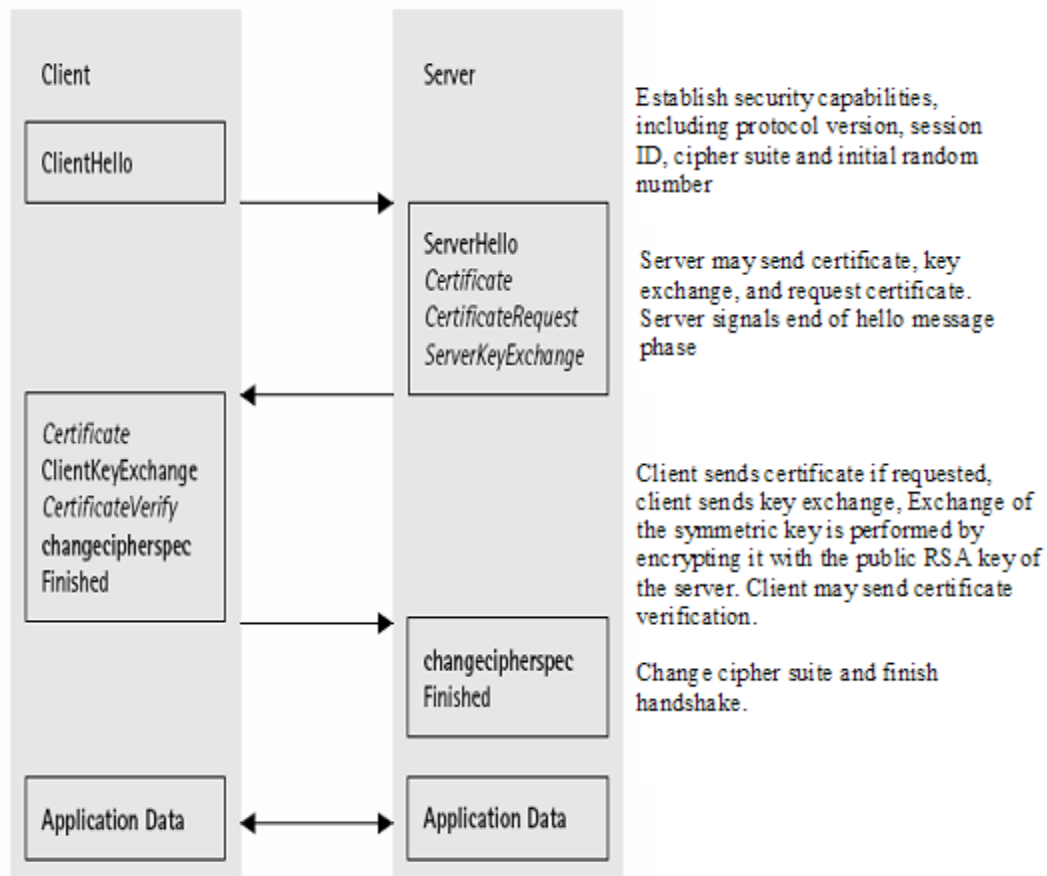 Client
Server
ClientHello
Establish security capabilities,
including protocol version, session
ID, cipher suite and initial random
number
ServerHello
Certificate
CertificateRequest
ServerKeyExchange
Server may send certificate, key
exchange, and request certificate.
Server signals end of hello message
phase
Certificate
ClientKeyExchange
CertificateVerify
changecipherspec
Finished
Client sends certificate if requested,
client sends key exchange, Exchange of
the symmetric key is performed by
encrypting it with the public RSA key of
the server. Client may send certificate
verification.
changecipherspec
Finished
Change cipher suite and finish
handshake.
Application Data
Application Data